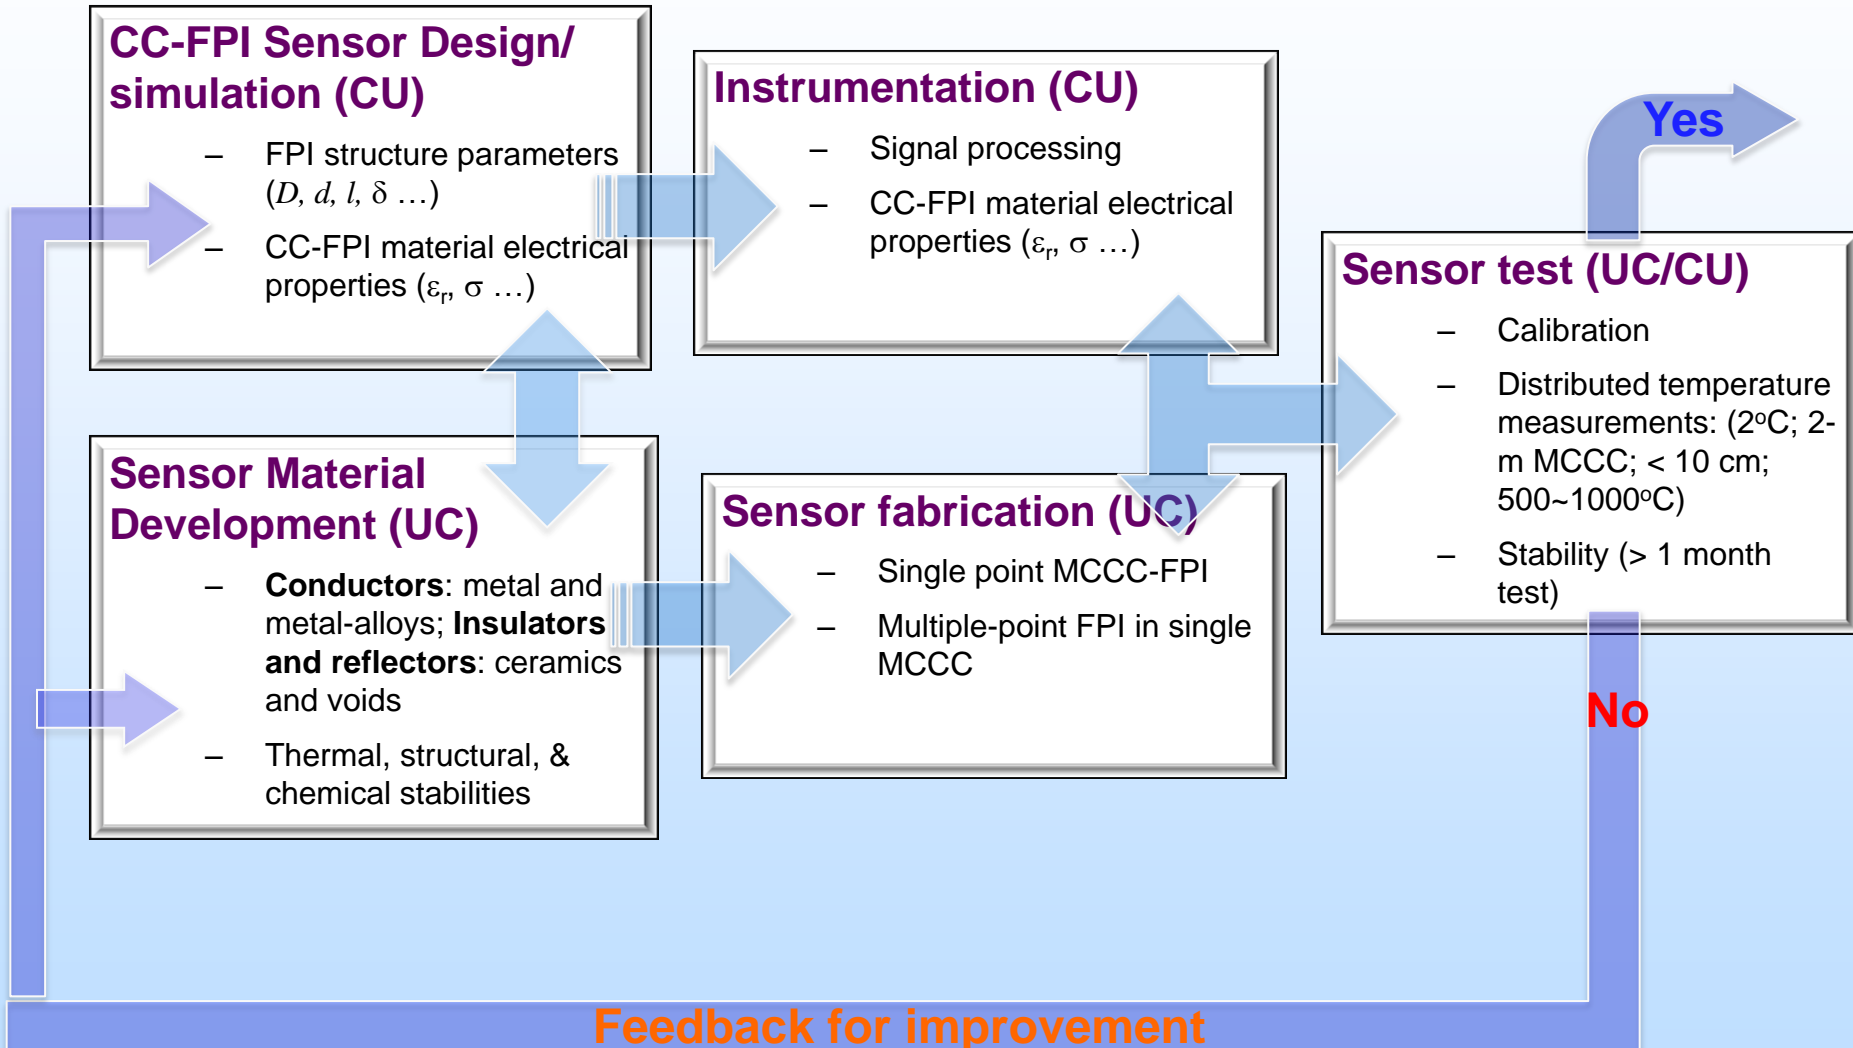 CC-FPI Sensor Design/
simulation (CU)
– FPI structure parameters
(D, d, l, δ …)
– CC-FPI material electrical
properties (εr, σ …)
Instrumentation (CU)
– Signal processing
– CC-FPI material electrical
properties (εr, σ …)
Yes
Sensor test (UC/CU)
– Calibration
– Distributed temperature
measurements: (2oC; 2-
m MCCC; < 10 cm;
500~1000oC)
– Stability (> 1 month
test)
Sensor Material
Development (UC)
– Conductors: metal and
metal-alloys; Insulators
and reflectors: ceramics
and voids
– Thermal, structural, &
chemical stabilities
Sensor fabrication (UC)
– Single point MCCC-FPI
– Multiple-point FPI in single
MCCC
No
Feedback for improvement